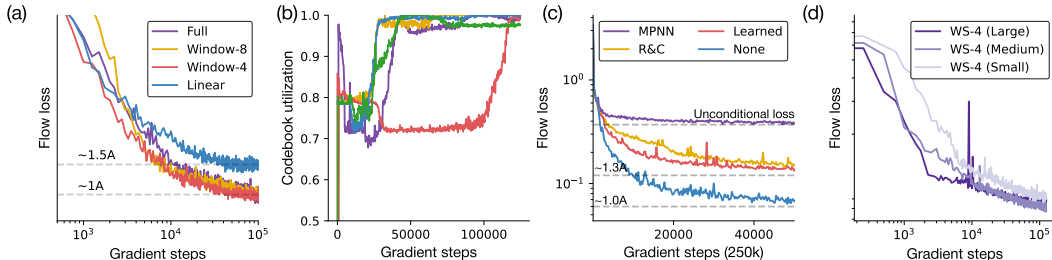 (a)
Flow loss
Full
Window-8
Window-4
Linear
~1.5A
~1A
10³
10⁴
10⁵
Gradient steps
(b)
Codebook utilization
1.0
0.9
0.8
0.7
0.6
0.5
0
50000
100000
Gradient steps
(c)
Flow loss
MPNN
R&C
Learned
None
10⁰
10⁻¹
Unconditional loss
~1.3A
~1.0A
20000
40000
Gradient steps (250k)
(d)
Flow loss
WS-4 (Large)
WS-4 (Medium)
WS-4 (Small)
10³
10⁴
10⁵
Gradient steps